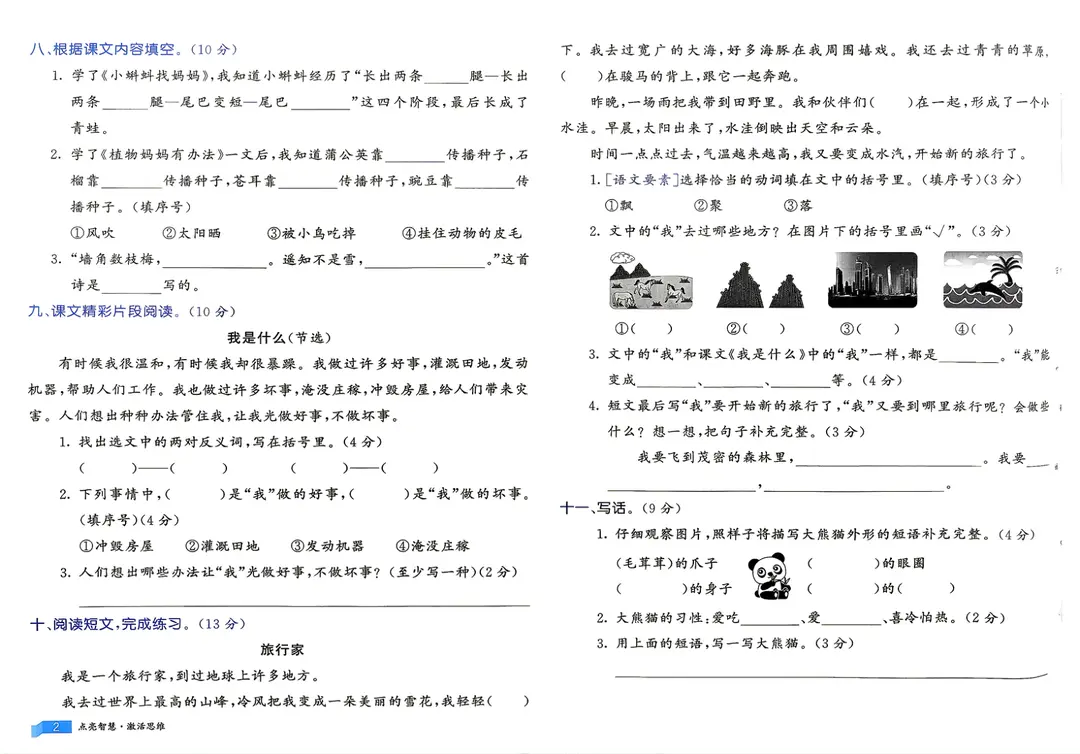 八、根据课文内容填空。(10 分)
1. 学了《小蝌蚪找妈妈》,我知道小蝌蚪经历了“长出两条______腿—长出
两条______腿—尾巴变短—尾巴________”这四个阶段,最后长成了
青蛙。
2. 学了《植物妈妈有办法》一文后,我知道蒲公英靠________传播种子,石
榴靠________传播种子,苍耳靠________传播种子,豌豆靠________传
播种子。(填序号)
①风吹 ②太阳晒 ③被小鸟吃掉 ④挂住动物的皮毛
3. “墙角数枝梅,______________。遥知不是雪,________________。”这首
诗是________写的。
九、课文精彩片段阅读。(10 分)
我是什么(节选)
有时候我很温和,有时候我却很暴躁。我做过许多好事,灌溉田地,发动
机器,帮助人们工作。我也做过许多坏事,淹没庄稼,冲毁房屋,给人们带来灾
害。人们想出种种办法管住我,让我光做好事,不做坏事。
1. 找出选文中的两对反义词,写在括号里。(4 分)
( )——( ) ( )——( )
2. 下列事情中,( )是“我”做的好事,( )是“我”做的坏事。
(填序号)(4 分)
①冲毁房屋 ②灌溉田地 ③发动机器 ④淹没庄稼
3. 人们想出哪些办法让“我”光做好事,不做坏事?(至少写一种)(2 分)
十、阅读短文,完成练习。(13 分)
旅行家
我是一个旅行家,到过地球上许多地方。
我去过世界上最高的山峰,冷风把我变成一朵美丽的雪花,我轻轻( )
2 点亮智慧·激活思维
下。我去过宽广的大海,好多海豚在我周围嬉戏。我还去过青青的草原,
( )在骏马的背上,跟它一起奔跑。
昨晚,一场雨把我带到田野里。我和伙伴们( )在一起,形成了一个小
水洼。早晨,太阳出来了,水洼倒映出天空和云朵。
时间一点点过去,气温越来越高,我又要变成水汽,开始新的旅行了。
1. [语文要素]选择恰当的动词填在文中的括号里。(填序号)(3 分)
①飘 ②聚 ③落
2. 文中的“我”去过哪些地方?在图片下的括号里画“√”。(3 分)
①( ) ②( ) ③( ) ④( )
3. 文中的“我”和课文《我是什么》中的“我”一样,都是________。“我”能
变成________、________、________等。(4 分)
4. 短文最后写“我”要开始新的旅行了,“我”又要到哪里旅行呢?会做些
什么?想一想,把句子补充完整。(3 分)
我要飞到茂密的森林里,________________________。我要___
____________________,________________________。
十一、写话。(9 分)
1. 仔细观察图片,照样子将描写大熊猫外形的短语补充完整。(4 分)
(毛茸茸)的爪子 ( )的眼圈
( )的身子 ( )的( )
2. 大熊猫的习性:爱吃________、爱________、喜冷怕热。(2 分)
3. 用上面的短语,写一写大熊猫。(3 分)